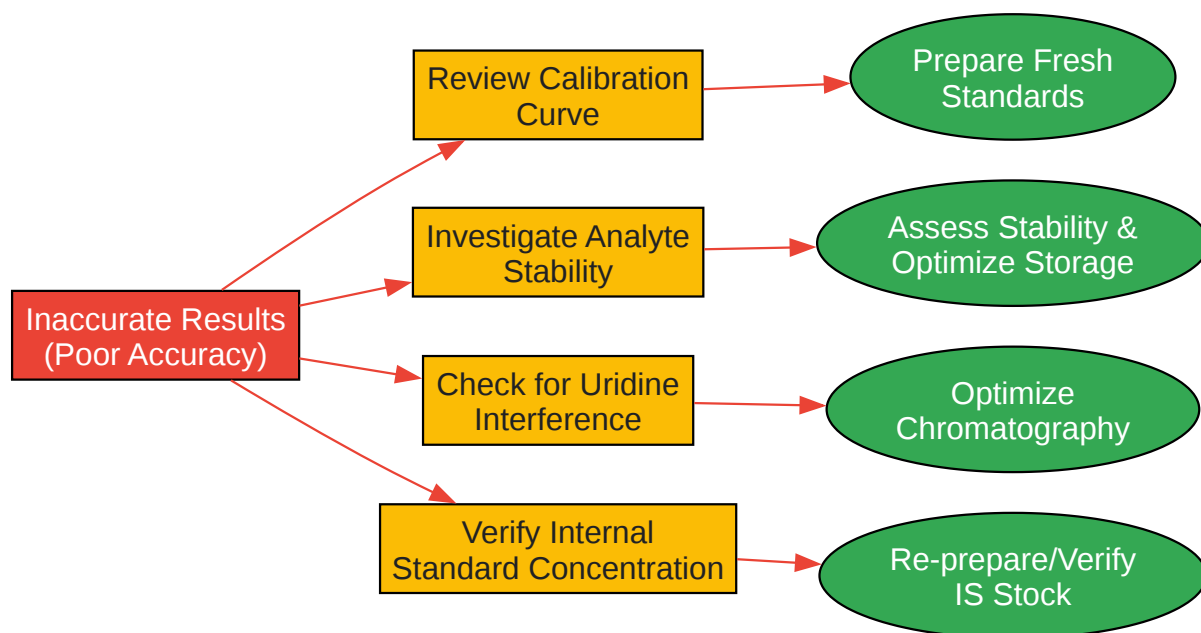 Review Calibration
Curve
Prepare Fresh
Standards
Investigate Analyte
Stability
Assess Stability &
Optimize Storage
Inaccurate Results
(Poor Accuracy)
Check for Uridine
Interference
Optimize
Chromatography
Verify Internal
Standard Concentration
Re-prepare/Verify
IS Stock